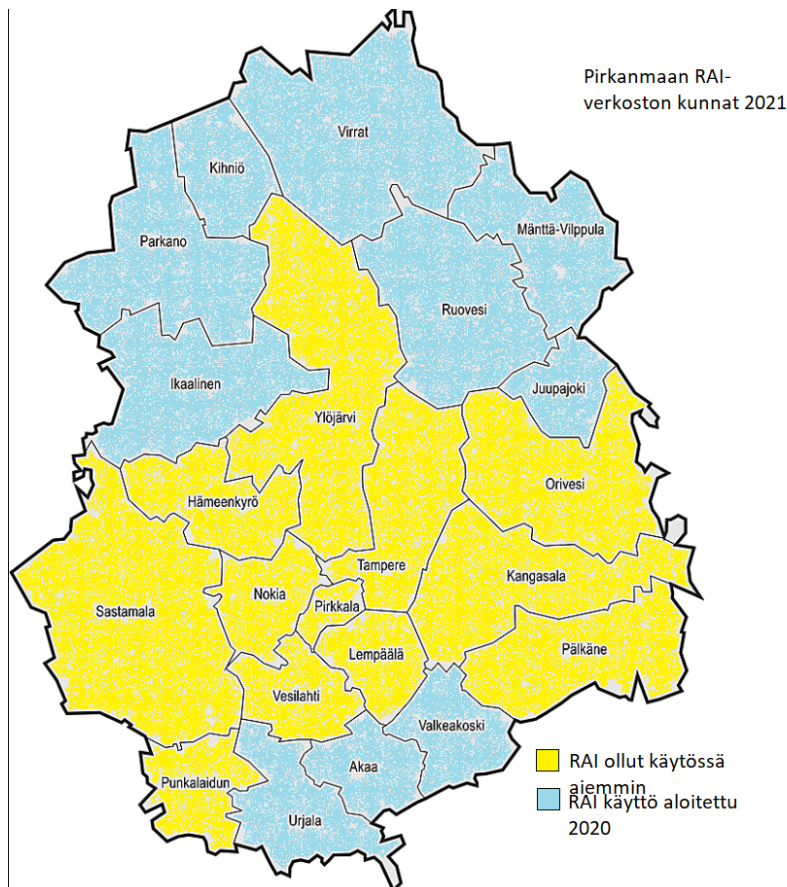 Pirkanmaan RAI-
verkoston kunnat 2021
Virrat
Kihniö
Mänttä-Vilppula
Parkano
Ruovesi
Ikaalinen
Juupajoki
Ylöjärvi
Orivesi
Hämeenkyrö
Tampere
Kangasala
Nokia
Pirkkala
Sastamala
Lempäälä
Pälkäne
Vesilahti
Valkeakoski
Akaa
Punkalaidun
Urjala
RAI ollut käytössä
aiemmin
RAI käyttö aloitettu
2020